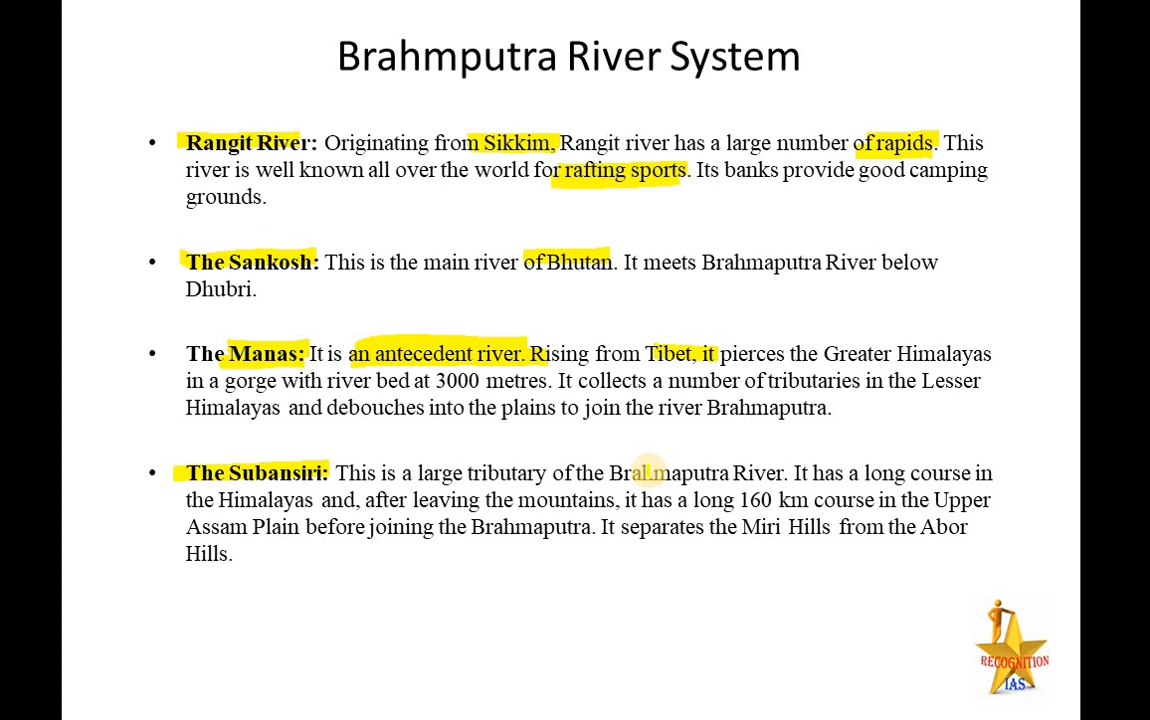 Brahmputra River System
• Rangit River: Originating from Sikkim, Rangit river has a large number of rapids. This
river is well known all over the world for rafting sports. Its banks provide good camping
grounds.
• The Sankosh: This is the main river of Bhutan. It meets Brahmaputra River below
Dhubri.
• The Manas: It is an antecedent river. Rising from Tibet, it pierces the Greater Himalayas
in a gorge with river bed at 3000 metres. It collects a number of tributaries in the Lesser
Himalayas and debouches into the plains to join the river Brahmaputra.
• The Subansiri: This is a large tributary of the Brahmaputra River. It has a long course in
the Himalayas and, after leaving the mountains, it has a long 160 km course in the Upper
Assam Plain before joining the Brahmaputra. It separates the Miri Hills from the Abor
Hills.
RECOGNITION
IAS